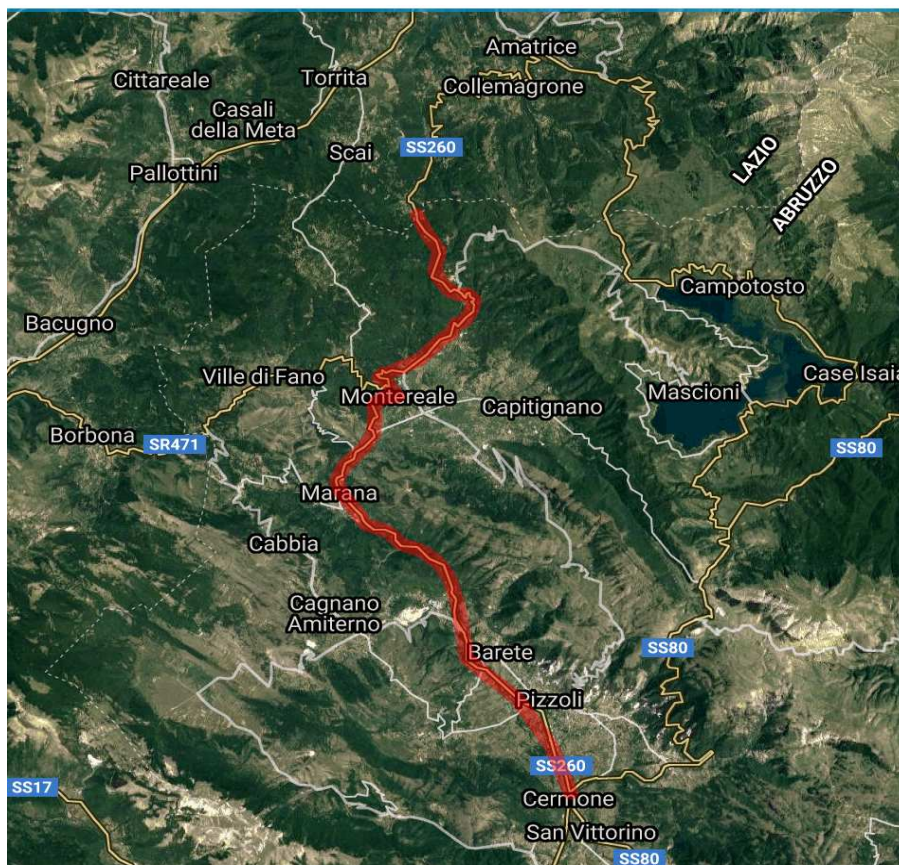 Amatrice
Cittareale
Torrita
Collemagrone
Casali
della Meta
SS260
Scai
Pallottini
LAZIO
ABRUZZO
Campotosto
Bacugno
Ville di Fano
Case Isaia
Montereale
Mascioni
Capitignano
Borbona
SR471
SS80
Marana
Cabbia
Cagnano
Amiterno
Barete
SS80
Pizzoli
SS260
SS17
Cermone
San Vittorino
SS80